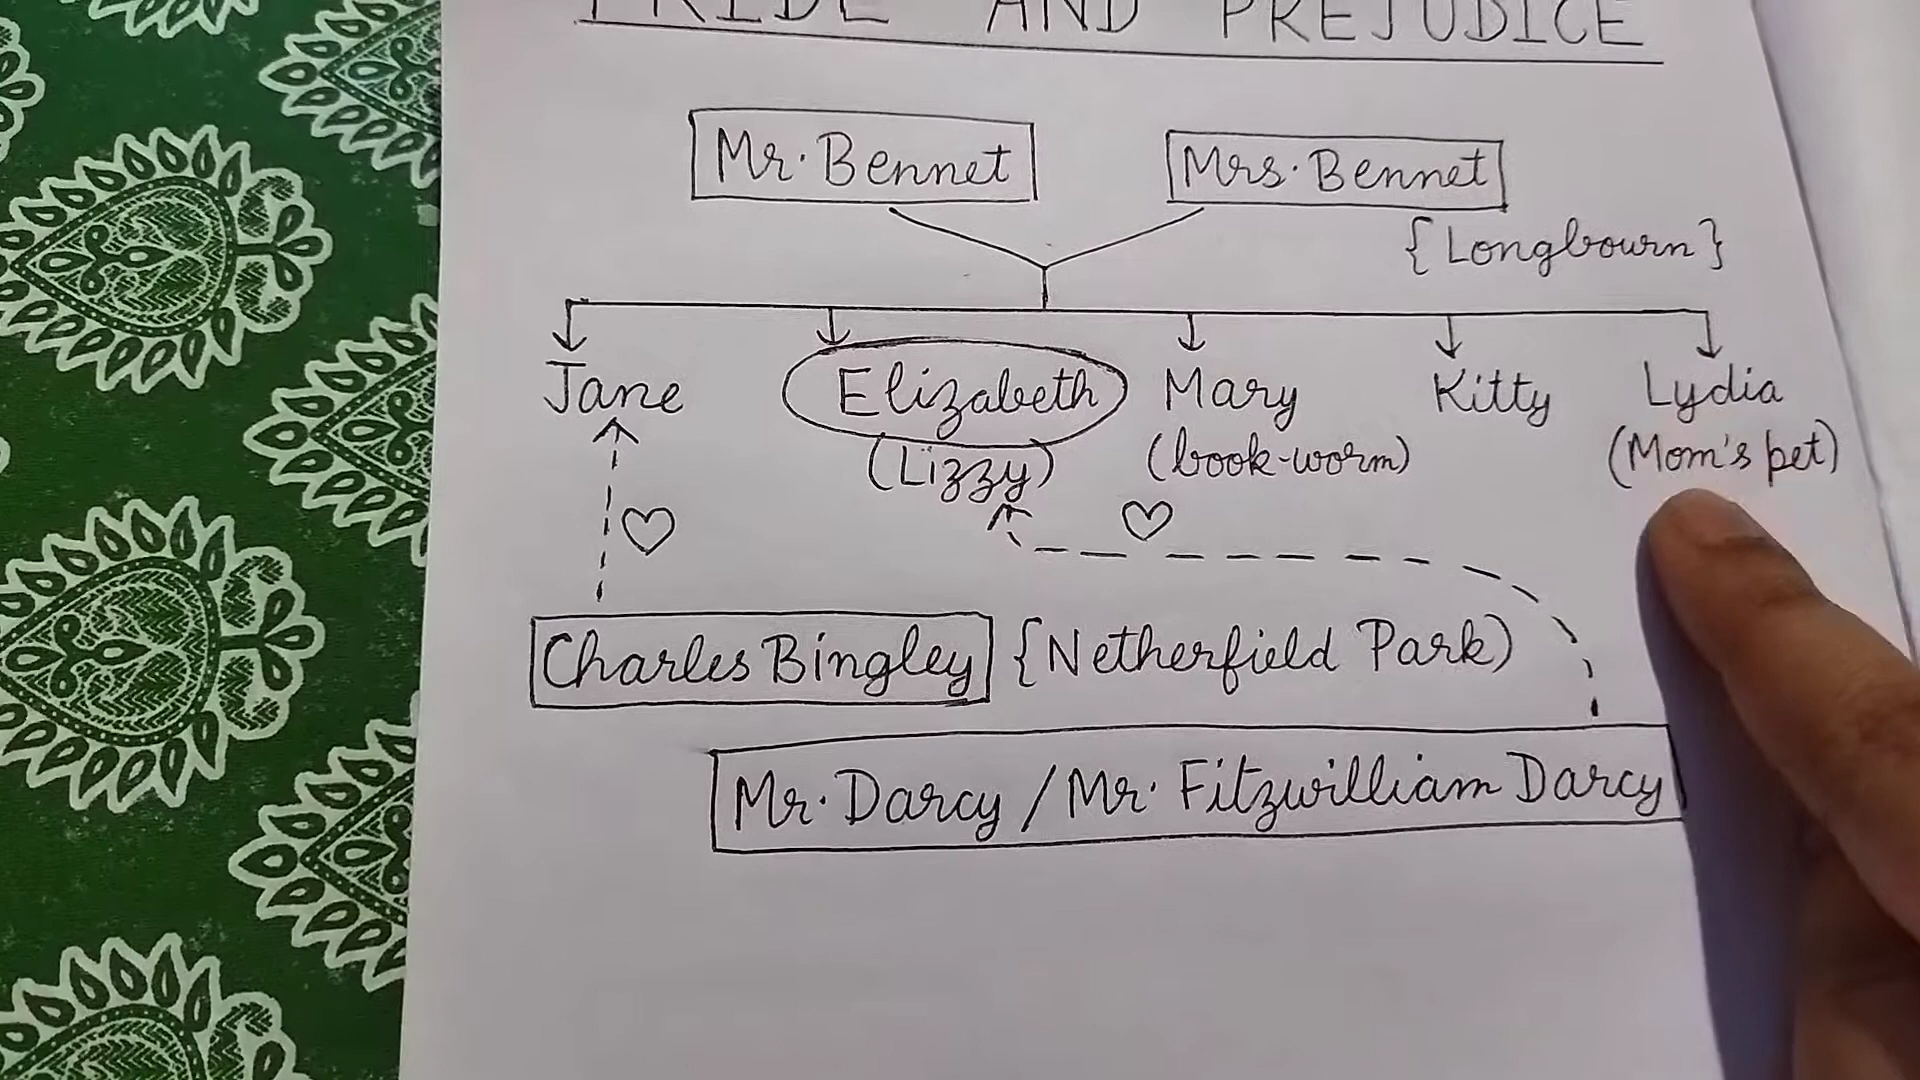 PRIDE AND PREJUDICE
Mr. Bennet Mrs. Bennet
{Longbourn}
Jane Elizabeth Mary Kitty Lydia
(Lizzy) (book-worm) (Mom's pet)
Charles Bingley {Netherfield Park)
Mr. Darcy / Mr. Fitzwilliam Darcy